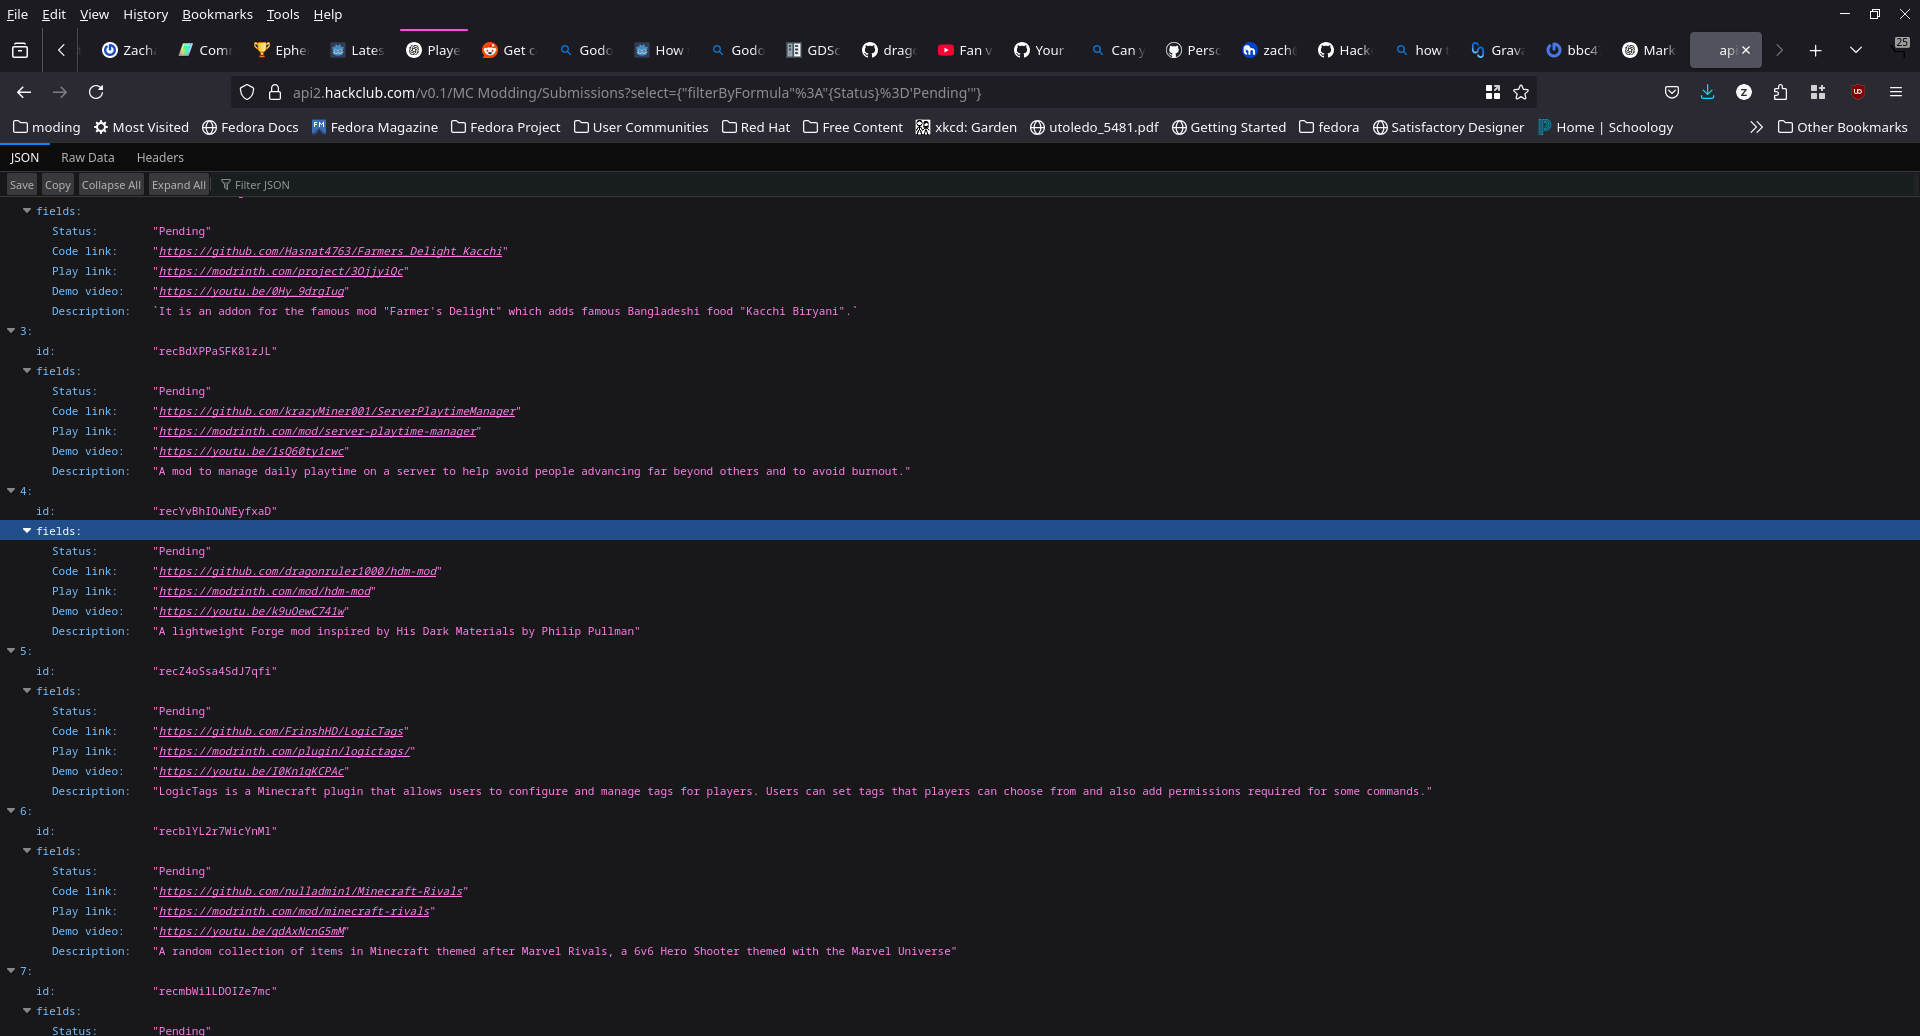 File Edit View History Bookmarks Tools Help
Zach Com Ephe Lates Playe Get c Godo How Godo GDSc drag Fan v Your Can y Perso zach Hack how t Grav bbc4 Mark api 25
api2.hackclub.com/v0.1/MC Modding/Submissions?select={"filterByFormula"%3A"{Status}%3D'Pending'"}
moding Most Visited Fedora Docs Fedora Magazine Fedora Project User Communities Red Hat Free Content xkcd: Garden utoledo_5481.pdf Getting Started fedora Satisfactory Designer Home | Schoology Other Bookmarks
JSON Raw Data Headers
Save Copy Collapse All Expand All Filter JSON
fields:
Status: "Pending"
Code link: "https://github.com/Hasnat4763/Farmers_Delight_Kacchi"
Play link: "https://modrinth.com/project/3OjjyiQc"
Demo video: "https://youtu.be/0Hy_9drgIug"
Description: `It is an addon for the famous mod "Farmer's Delight" which adds famous Bangladeshi food "Kacchi Biryani".`
3:
id: "recBdXPPaSFK81zJL"
fields:
Status: "Pending"
Code link: "https://github.com/krazyMiner001/ServerPlaytimeManager"
Play link: "https://modrinth.com/mod/server-playtime-manager"
Demo video: "https://youtu.be/1sQ60ty1cwc"
Description: "A mod to manage daily playtime on a server to help avoid people advancing far beyond others and to avoid burnout."
4:
id: "recYvBhIOuNEyfxaD"
fields:
Status: "Pending"
Code link: "https://github.com/dragonruler1000/hdm-mod"
Play link: "https://modrinth.com/mod/hdm-mod"
Demo video: "https://youtu.be/k9uOewC741w"
Description: "A lightweight Forge mod inspired by His Dark Materials by Philip Pullman"
5:
id: "recZ4oSsa4SdJ7qfi"
fields:
Status: "Pending"
Code link: "https://github.com/FrinshHD/LogicTags"
Play link: "https://modrinth.com/plugin/logictags/"
Demo video: "https://youtu.be/I0Kn1qKCPAc"
Description: "LogicTags is a Minecraft plugin that allows users to configure and manage tags for players. Users can set tags that players can choose from and also add permissions required for some commands."
6:
id: "recblYL2r7WicYnMl"
fields:
Status: "Pending"
Code link: "https://github.com/nulladmin1/Minecraft-Rivals"
Play link: "https://modrinth.com/mod/minecraft-rivals"
Demo video: "https://youtu.be/qdAxNcnG5mM"
Description: "A random collection of items in Minecraft themed after Marvel Rivals, a 6v6 Hero Shooter themed with the Marvel Universe"
7:
id: "recmbWilLDOIZe7mc"
fields:
Status: "Pending"